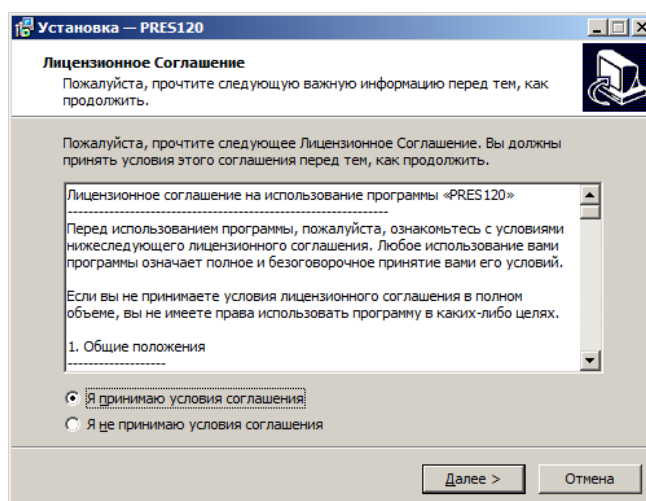 Установка — PRES120
Лицензионное Соглашение
Пожалуйста, прочтите следующую важную информацию перед тем, как
продолжить.
Пожалуйста, прочтите следующее Лицензионное Соглашение. Вы должны
принять условия этого соглашения перед тем, как продолжить.
Лицензионное соглашение на использование программы «PRES120»
----------------------------------------------------------------
Перед использованием программы, пожалуйста, ознакомьтесь с условиями
нижеследующего лицензионного соглашения. Любое использование вами
программы означает полное и безоговорочное принятие вами его условий.
Если вы не принимаете условия лицензионного соглашения в полном
объеме, вы не имеете права использовать программу в каких-либо целях.
1. Общие положения
-------------------
Я принимаю условия соглашения
Я не принимаю условия соглашения
Далее >
Отмена